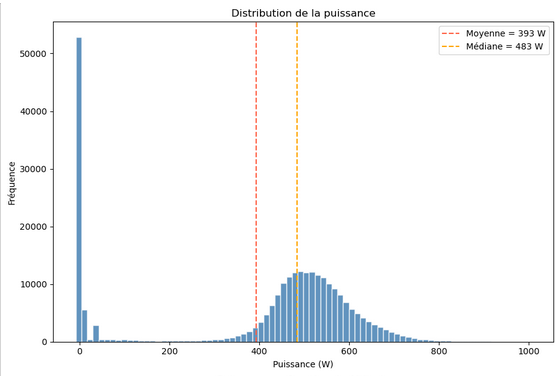 Distribution de la puissance
Moyenne = 393 W
Médiane = 483 W
50000
40000
30000
20000
10000
0
Fréquence
0 200 400 600 800 1000
Puissance (W)